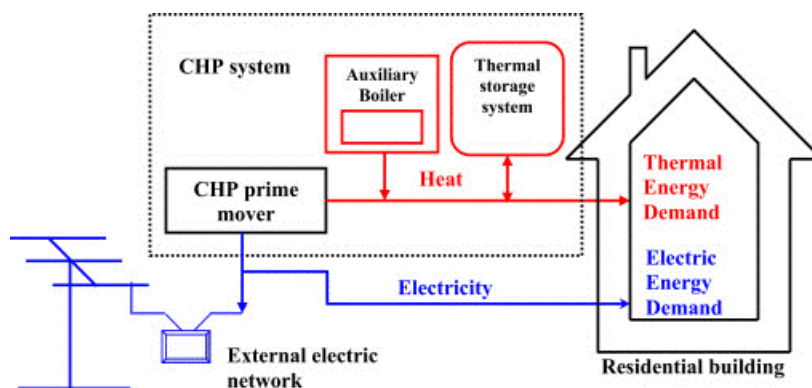 CHP system
Auxiliary
Boiler
Thermal
storage
system
CHP prime
mover
Heat
Thermal
Energy
Demand
Electric
Energy
Demand
Electricity
External electric
network
Residential building